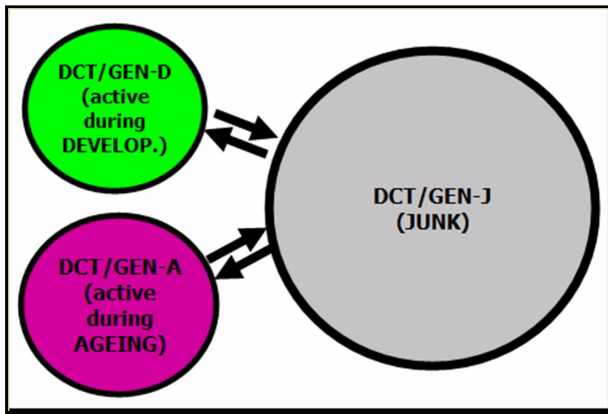 DCT/GEN-D
(active
during
DEVELOP.)
DCT/GEN-J
(JUNK)
DCT/GEN-A
(active
during
AGEING)